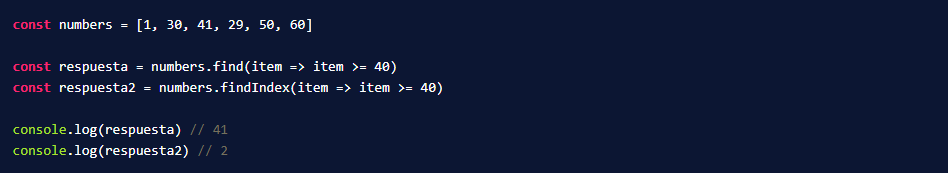 const numbers = [1, 30, 41, 29, 50, 60]
const respuesta = numbers.find(item => item >= 40)
const respuesta2 = numbers.findIndex(item => item >= 40)
console.log(respuesta) // 41
console.log(respuesta2) // 2